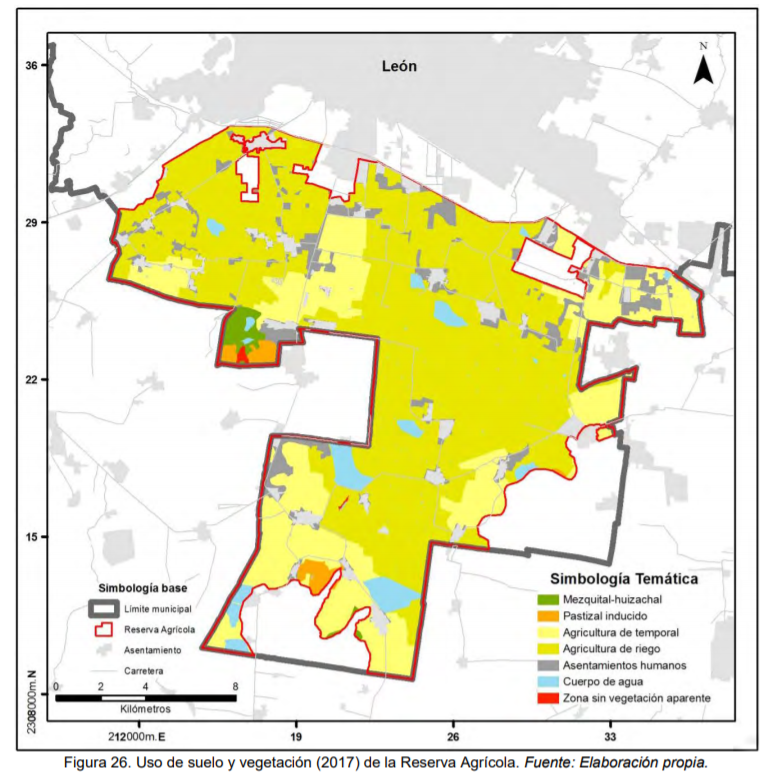 León
N
36
29
22
15
2308000m.N
212000m.E
19
26
33
Simbología base
Límite municipal
Reserva Agrícola
Asentamiento
Carretera
0 2 4 8
Kilómetros
Simbología Temática
Mezquital-huizachal
Pastizal inducido
Agricultura de temporal
Agricultura de riego
Asentamientos humanos
Cuerpo de agua
Zona sin vegetación aparente
Figura 26. Uso de suelo y vegetación (2017) de la Reserva Agrícola. Fuente: Elaboración propia.